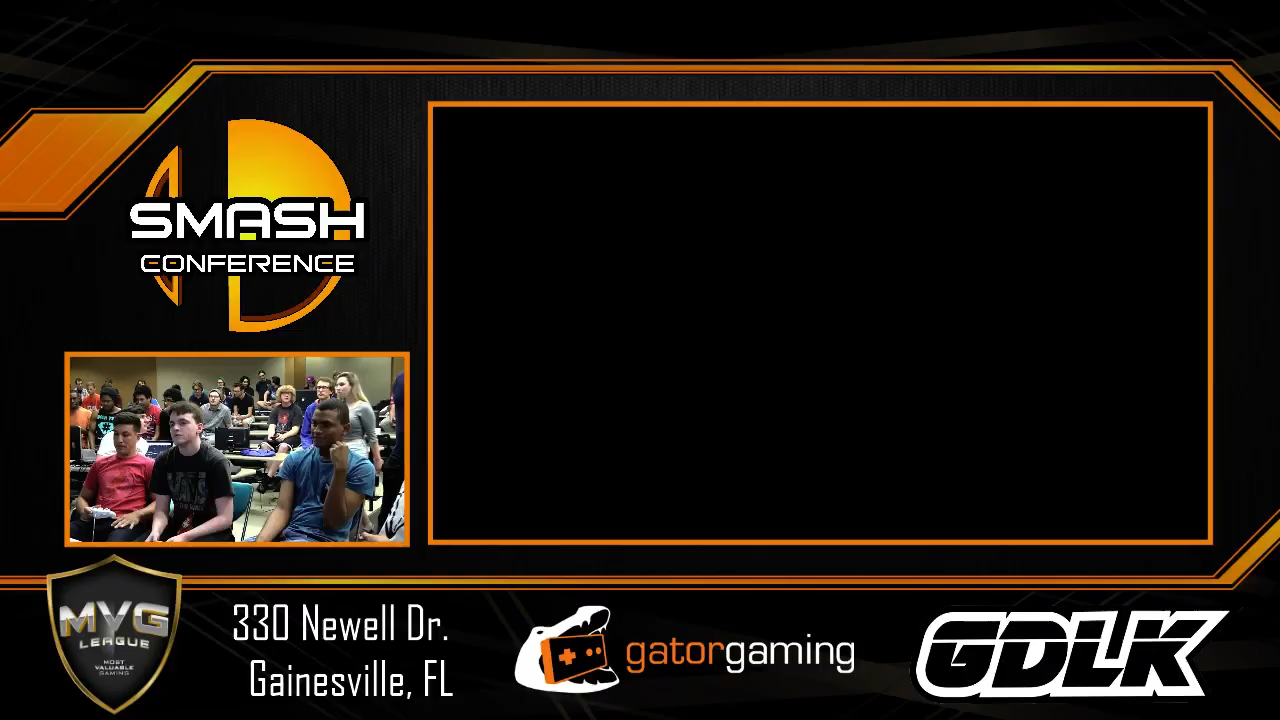 SMASH
CONFERENCE
MVG
LEAGUE
MOST
VALUABLE
GAMING
330 Newell Dr.
Gainesville, FL
gatorgaming
GDLK